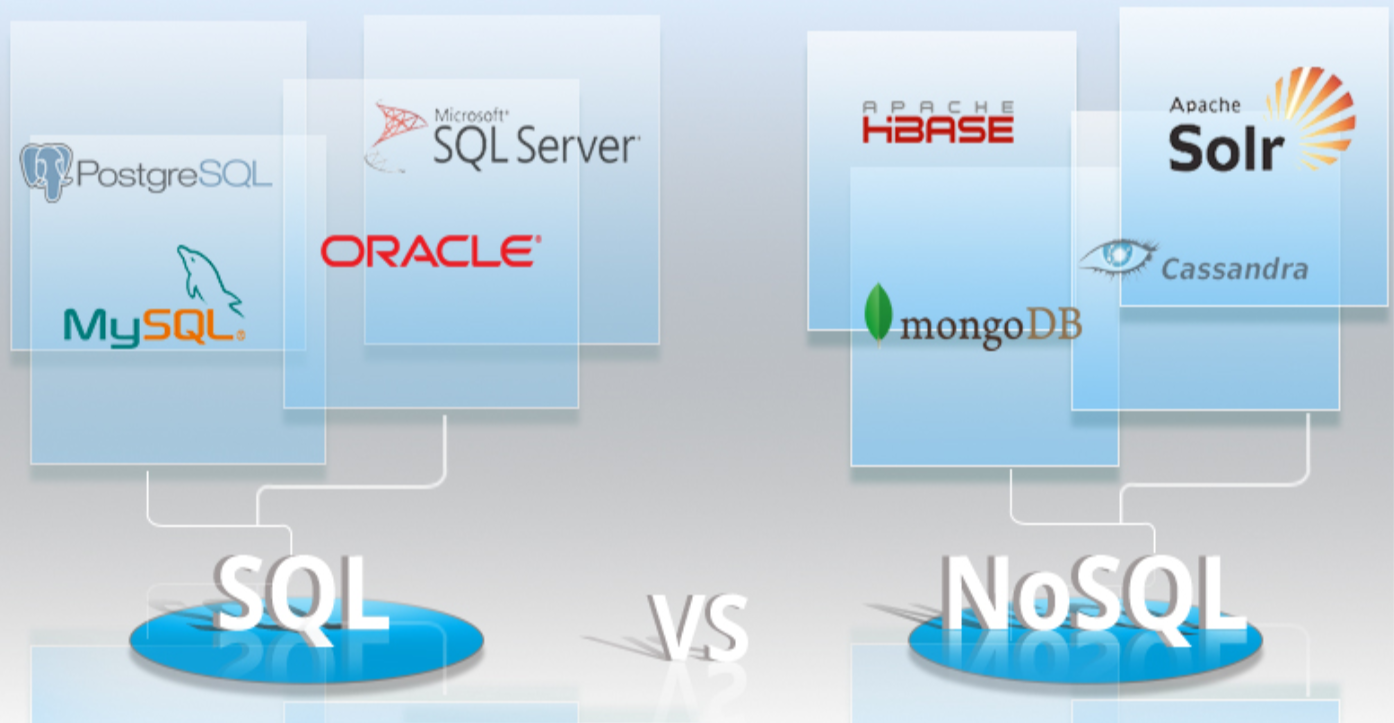 PostgreSQL
MySQL®
Microsoft®
SQL Server®
ORACLE®
APACHE
HBASE
Apache
Solr
mongoDB
Cassandra
SQL
VS
NoSQL